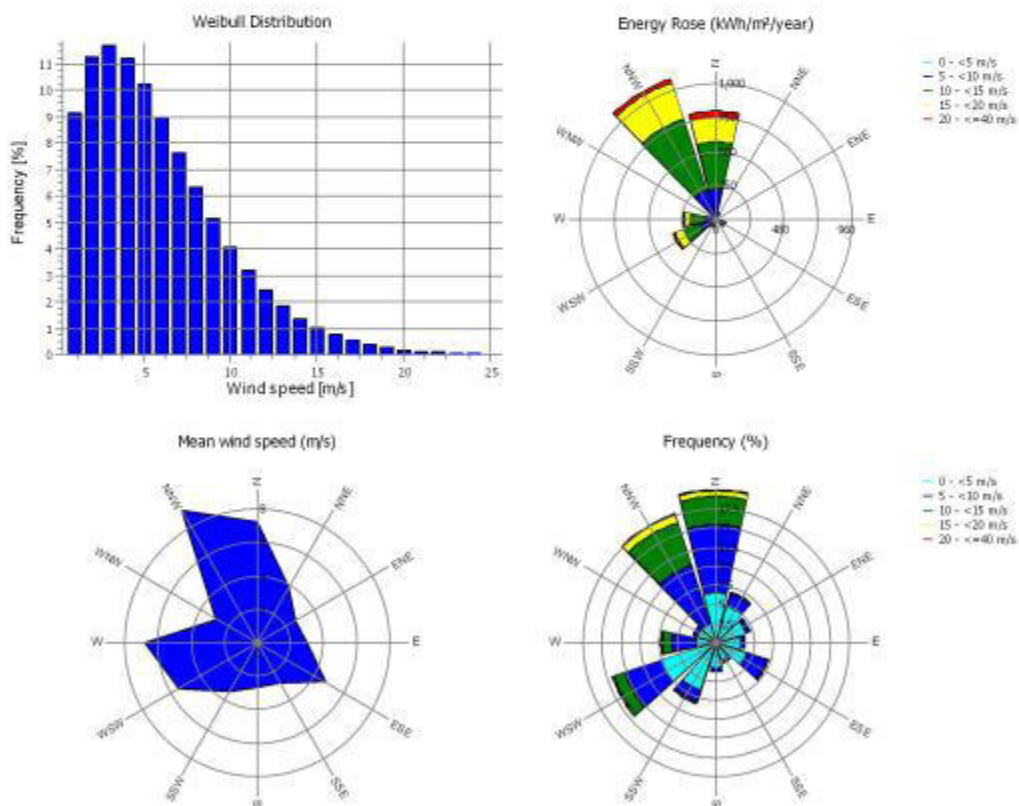 Weibull Distribution
Frequency [%]
11
10
9
8
7
6
5
4
3
2
1
0
5
10
15
20
25
Wind speed [m/s]
Energy Rose (kWh/m²/year)
N
NNE
ENE
E
ESE
SSE
S
SSW
WSW
W
WNW
NNW
1,000
480
960
0 - <5 m/s
5 - <10 m/s
10 - <15 m/s
15 - <20 m/s
20 - <=40 m/s
Mean wind speed (m/s)
N
NNE
ENE
E
ESE
SSE
S
SSW
WSW
W
WNW
NNW
8
Frequency (%)
N
NNE
ENE
E
ESE
SSE
S
SSW
WSW
W
WNW
NNW
0 - <5 m/s
5 - <10 m/s
10 - <15 m/s
15 - <20 m/s
20 - <=40 m/s